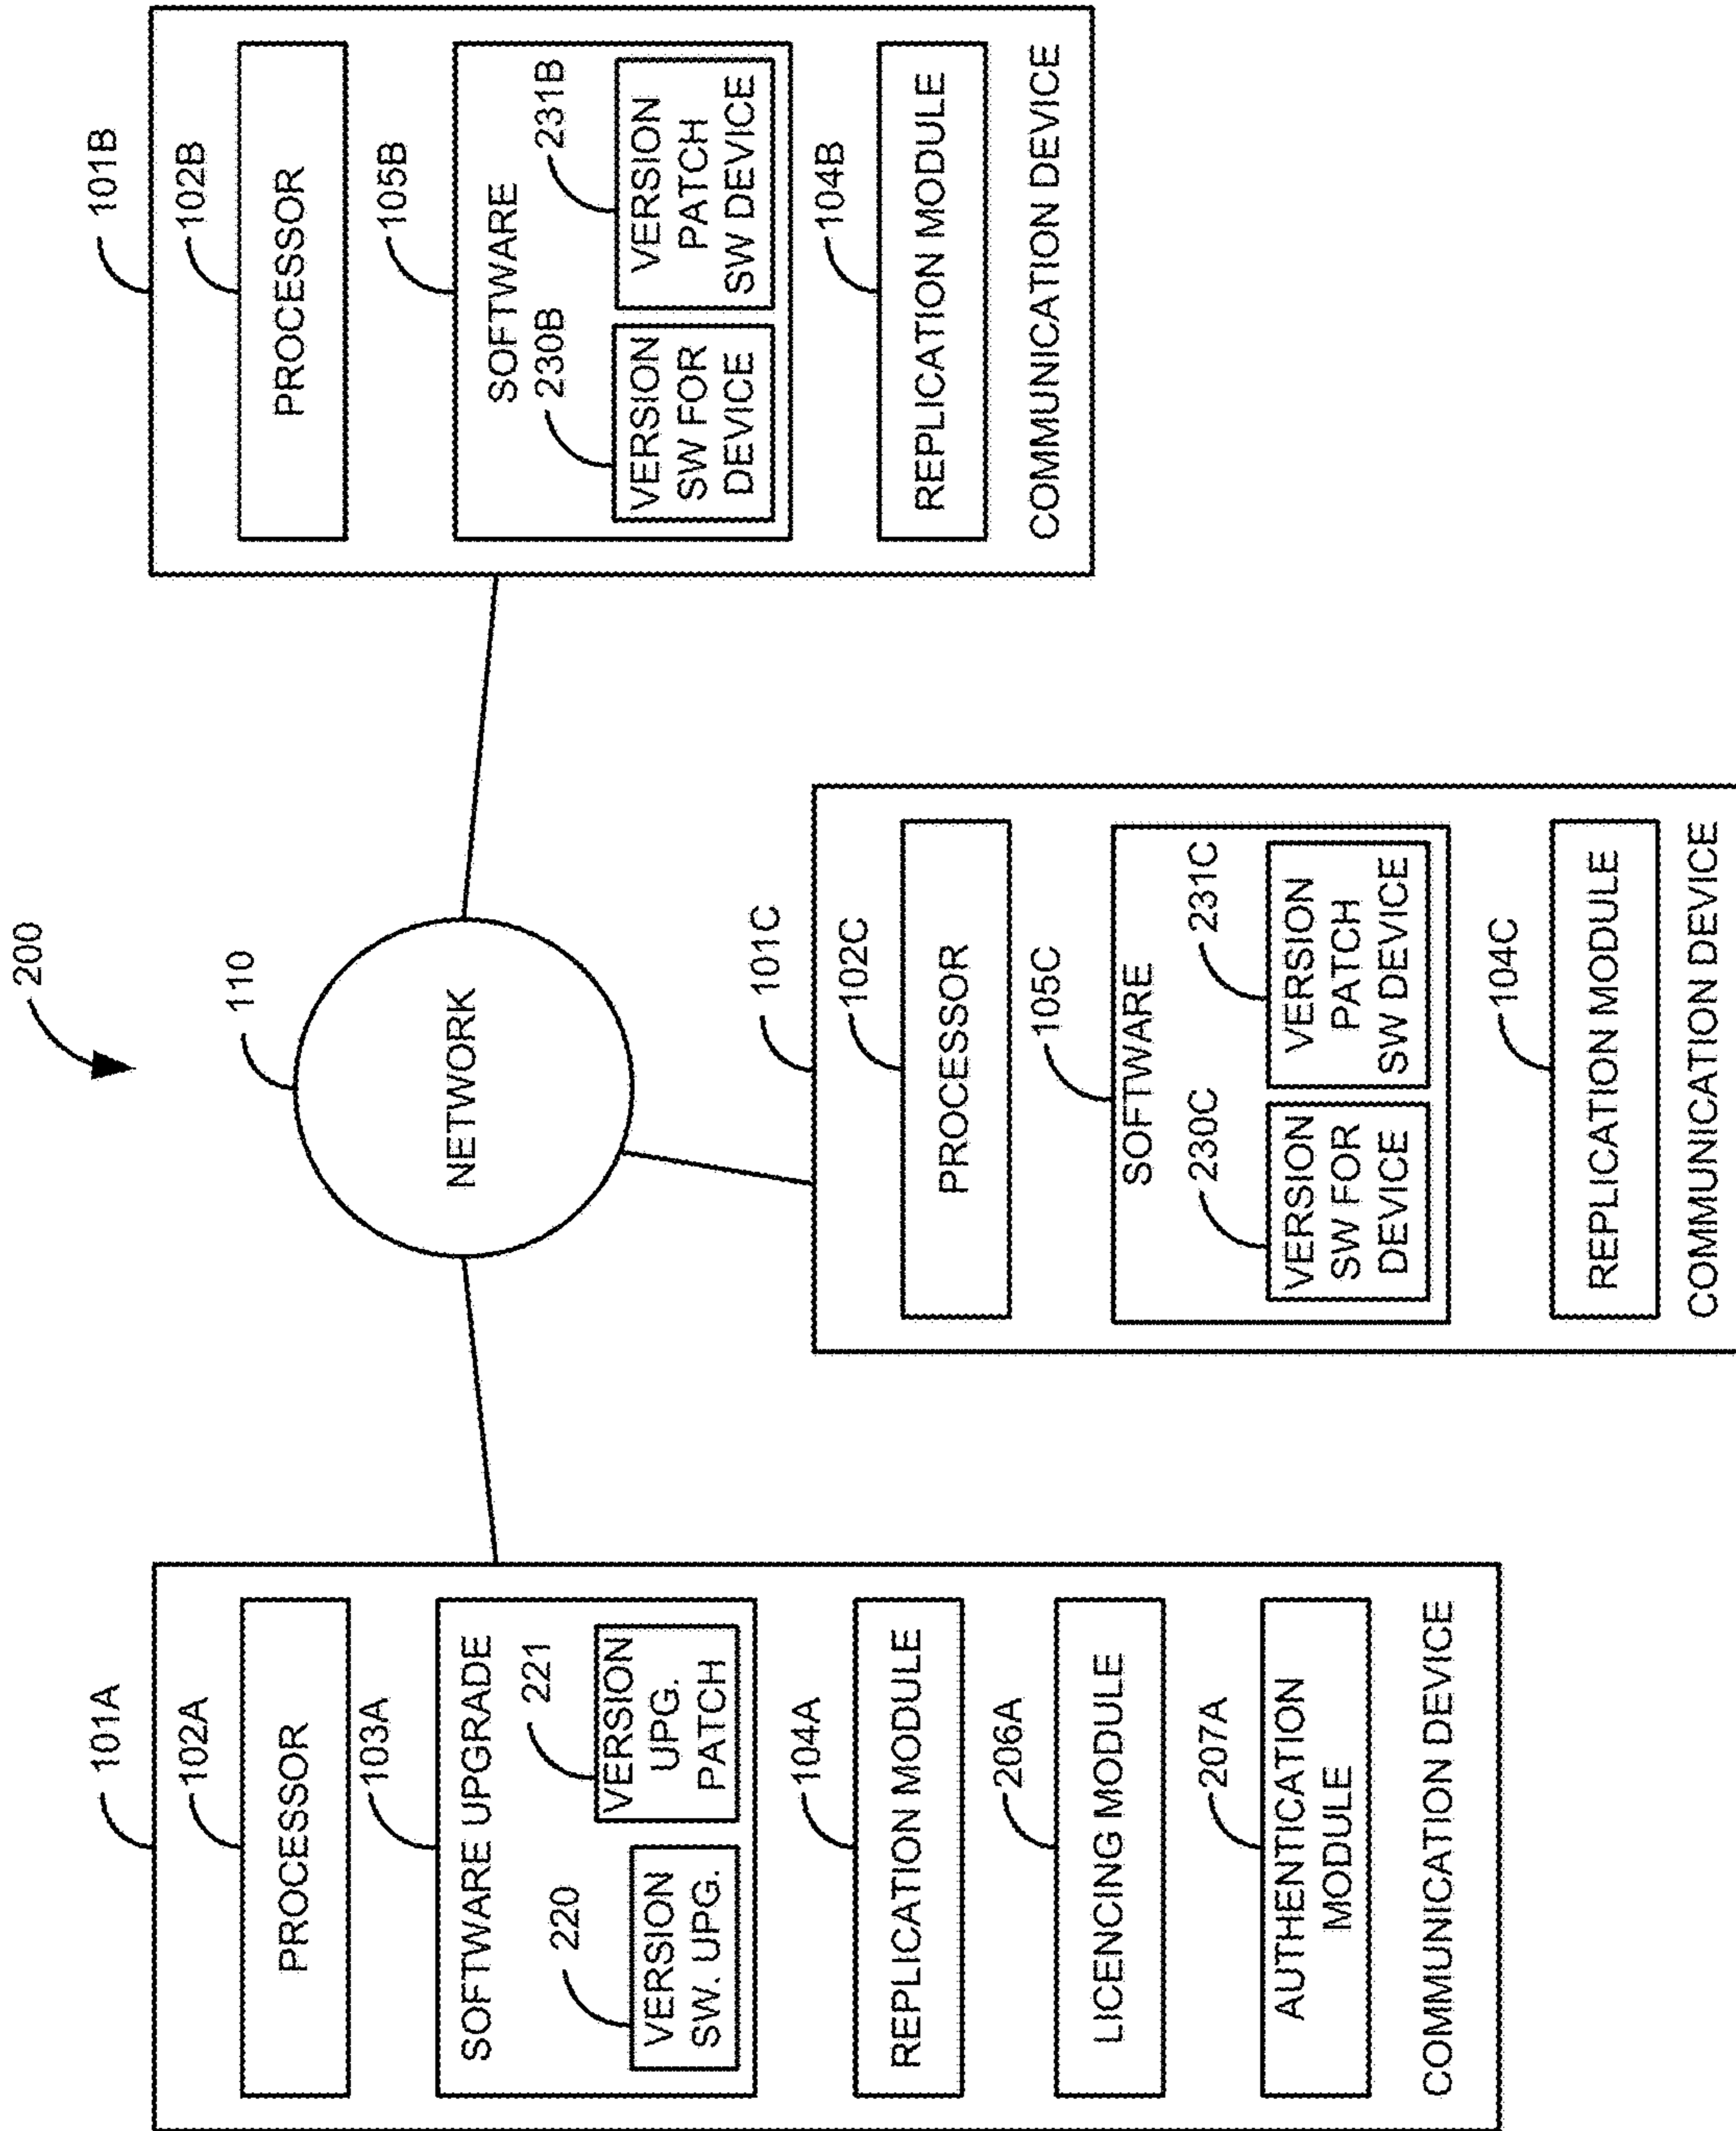 200
101A
102A
PROCESSOR
103A
SOFTWARE UPGRADE
220
221
VERSION
SW. UPG.
VERSION
UPG.
PATCH
104A
REPLICATION MODULE
206A
LICENCING MODULE
207A
AUTHENTICATION
MODULE
COMMUNICATION DEVICE
110
NETWORK
101C
102C
PROCESSOR
105C
SOFTWARE
230C
231C
VERSION
SW FOR
DEVICE
VERSION
PATCH
SW DEVICE
104C
REPLICATION MODULE
COMMUNICATION DEVICE
101B
102B
PROCESSOR
105B
SOFTWARE
230B
231B
VERSION
SW FOR
DEVICE
VERSION
PATCH
SW DEVICE
104B
REPLICATION MODULE
COMMUNICATION DEVICE